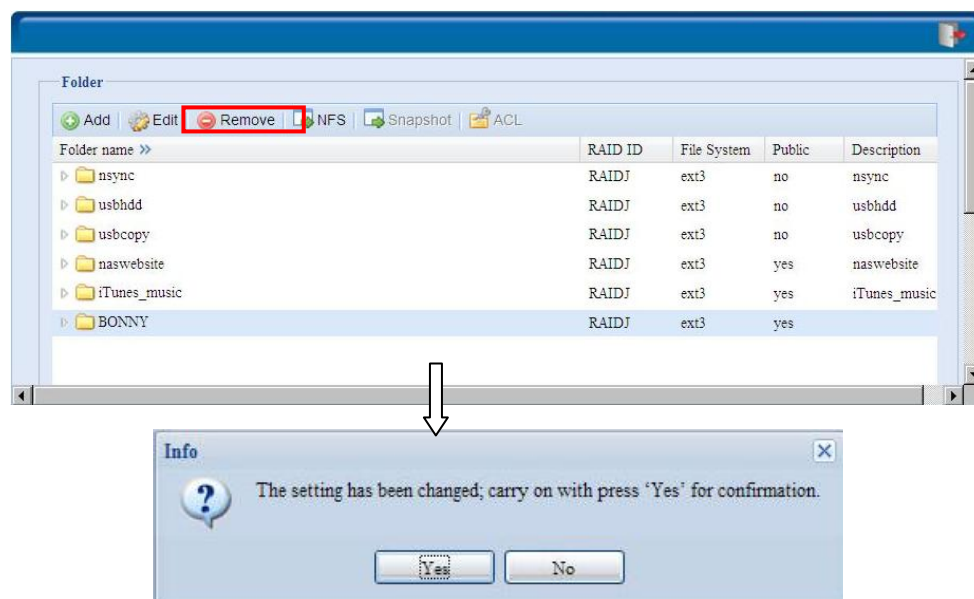 Folder
Add Edit Remove NFS Snapshot ACL
Folder name >> RAID ID File System Public Description
nsync RAIDJ ext3 no nsync
usbhdd RAIDJ ext3 no usbhdd
usbcopy RAIDJ ext3 no usbcopy
naswebsite RAIDJ ext3 yes naswebsite
iTunes_music RAIDJ ext3 yes iTunes_music
BONNY RAIDJ ext3 yes
Info
The setting has been changed; carry on with press ‘Yes’ for confirmation.
Yes No